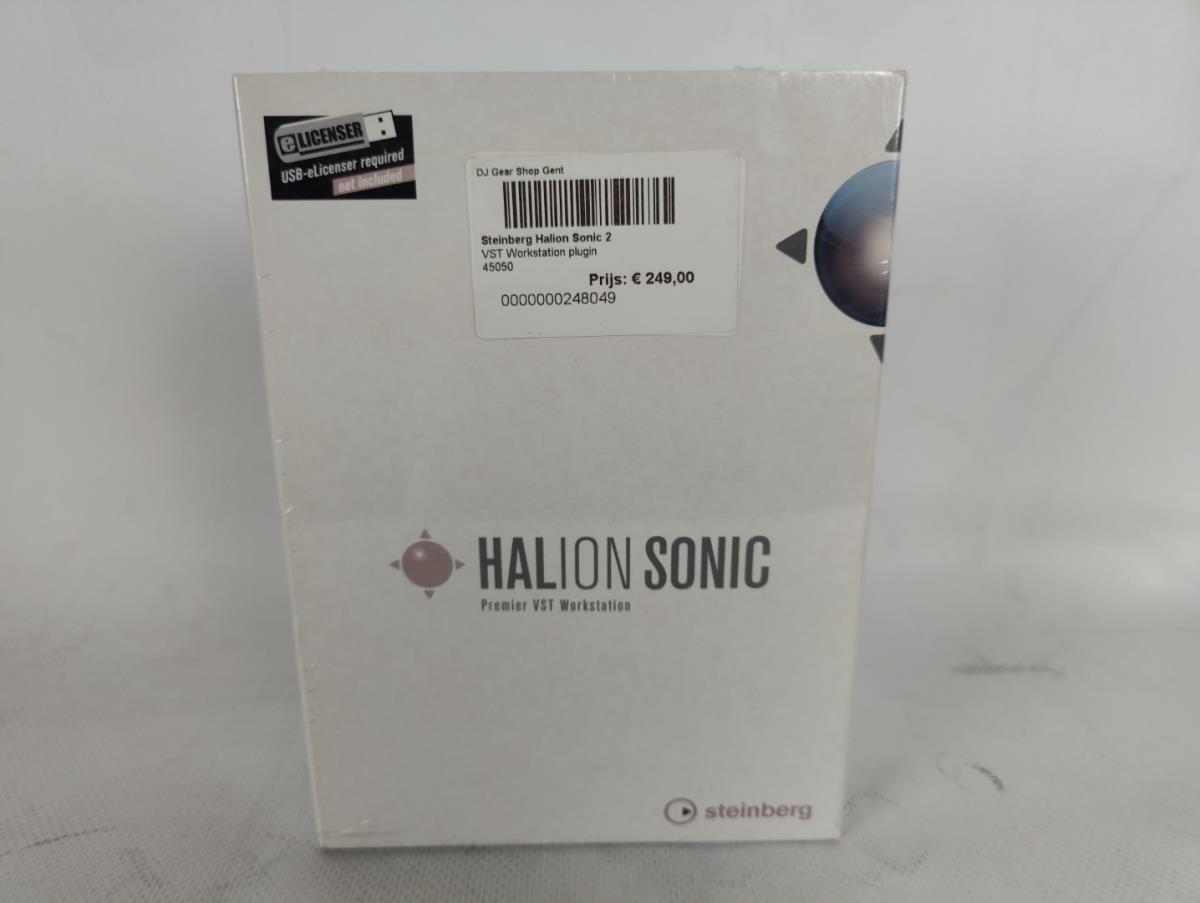 eLICENSER
USB-eLicenser required
not included
DJ Gear Shop Gent
Steinberg Halion Sonic 2
VST Workstation plugin
45050
Prijs: € 249,00
0000000248049
HALION SONIC
Premier VST Workstation
steinberg